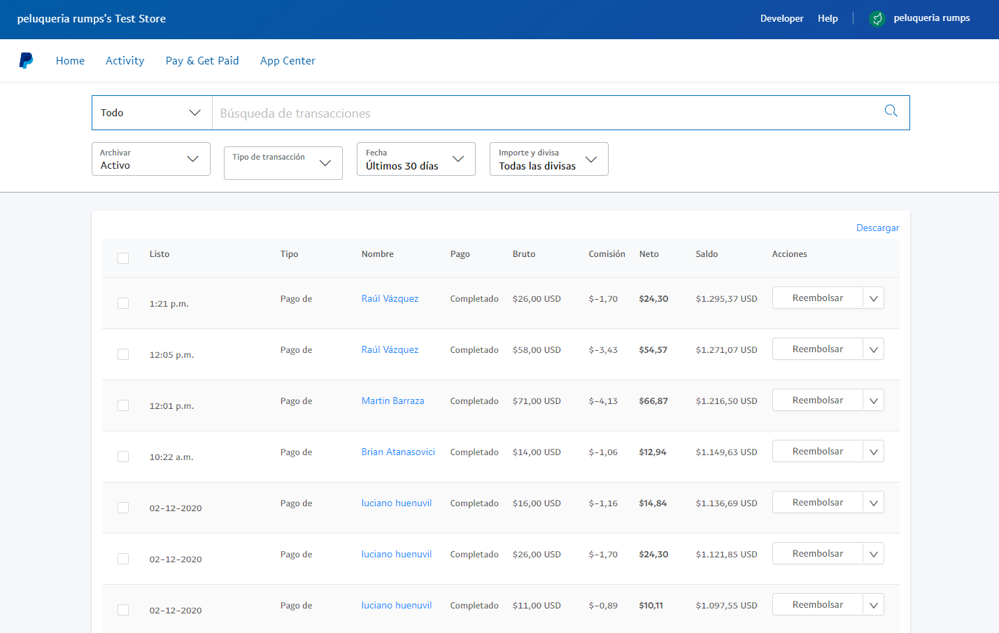 peluqueria rumps's Test Store
Developer Help peluqueria rumps
Home Activity Pay & Get Paid App Center
Todo Búsqueda de transacciones
Archivar Tipo de transacción Fecha Importe y divisa
Activo Últimos 30 días Todas las divisas
Descargar
Listo Tipo Nombre Pago Bruto Comisión Neto Saldo Acciones
1:21 p.m. Pago de Raúl Vázquez Completado $26,00 USD $-1,70 $24,30 $1.295,37 USD Reembolsar
12:05 p.m. Pago de Raúl Vázquez Completado $58,00 USD $-3,43 $54,57 $1.271,07 USD Reembolsar
12:01 p.m. Pago de Martin Barraza Completado $71,00 USD $-4,13 $66,87 $1.216,50 USD Reembolsar
10:22 a.m. Pago de Brian Atanasovici Completado $14,00 USD $-1,06 $12,94 $1.149,63 USD Reembolsar
02-12-2020 Pago de luciano huenuvil Completado $16,00 USD $-1,16 $14,84 $1.136,69 USD Reembolsar
02-12-2020 Pago de luciano huenuvil Completado $26,00 USD $-1,70 $24,30 $1.121,85 USD Reembolsar
02-12-2020 Pago de luciano huenuvil Completado $11,00 USD $-0,89 $10,11 $1.097,55 USD Reembolsar